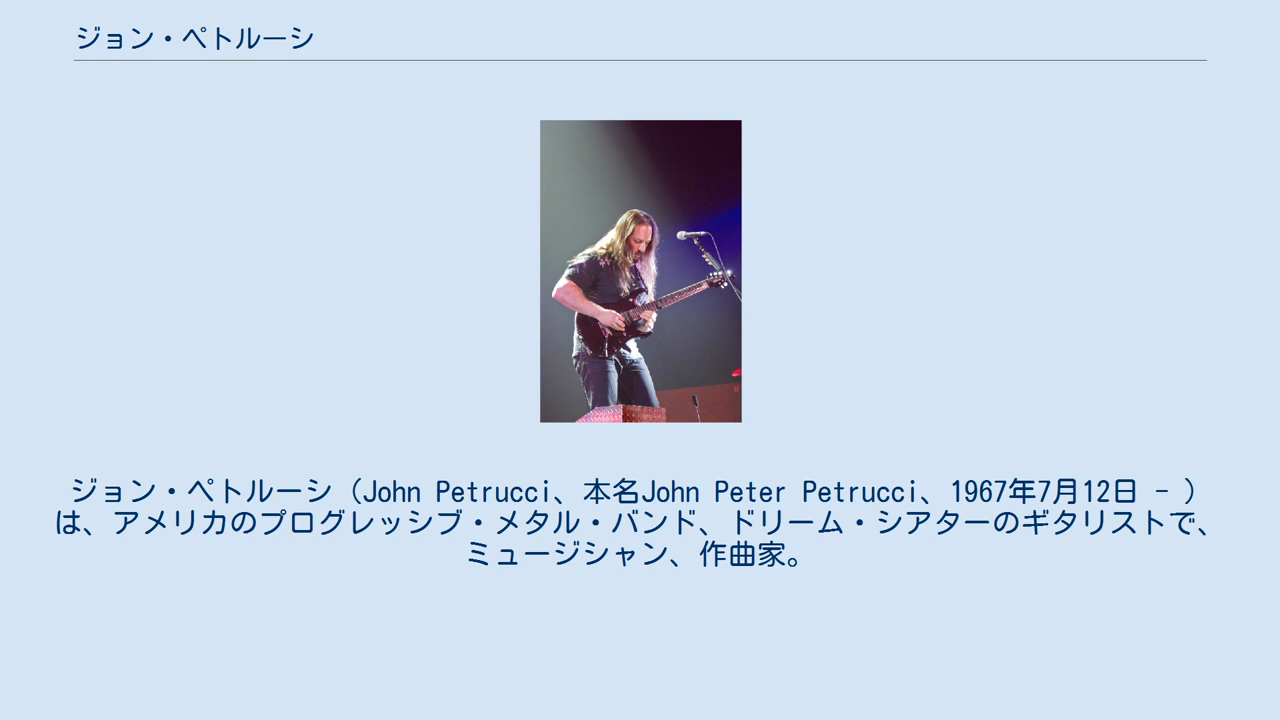 ジョン・ペトルーシ
ジョン・ペトルーシ（John Petrucci、本名John Peter Petrucci、1967年7月12日 - ）
は、アメリカのプログレッシブ・メタル・バンド、ドリーム・シアターのギタリストで、
ミュージシャン、作曲家。